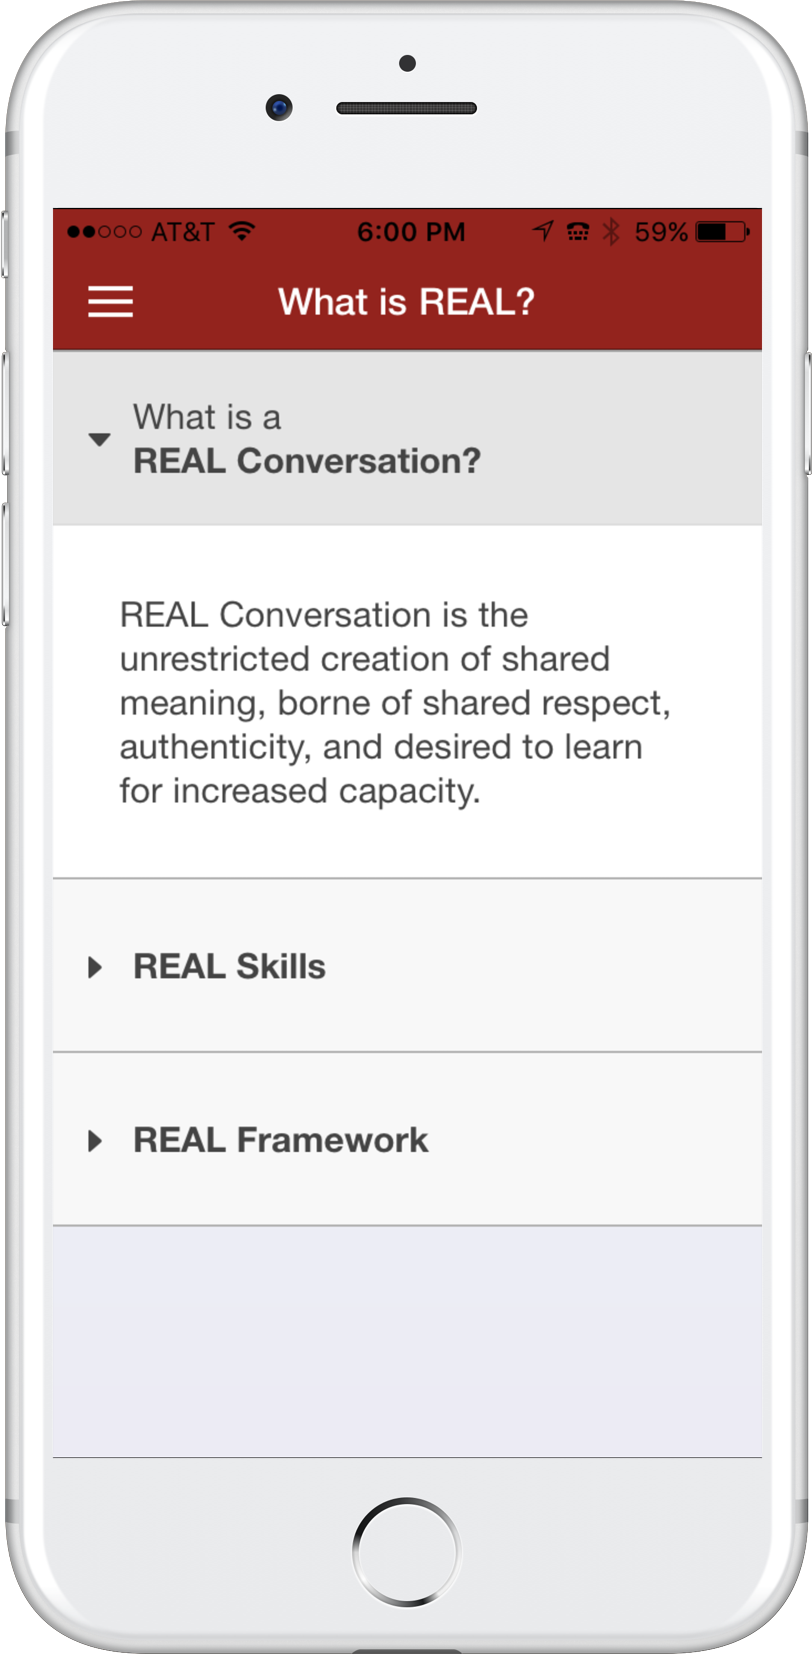 AT&T 6:00 PM 59%
What is REAL?
What is a
REAL Conversation?
REAL Conversation is the
unrestricted creation of shared
meaning, borne of shared respect,
authenticity, and desired to learn
for increased capacity.
REAL Skills
REAL Framework